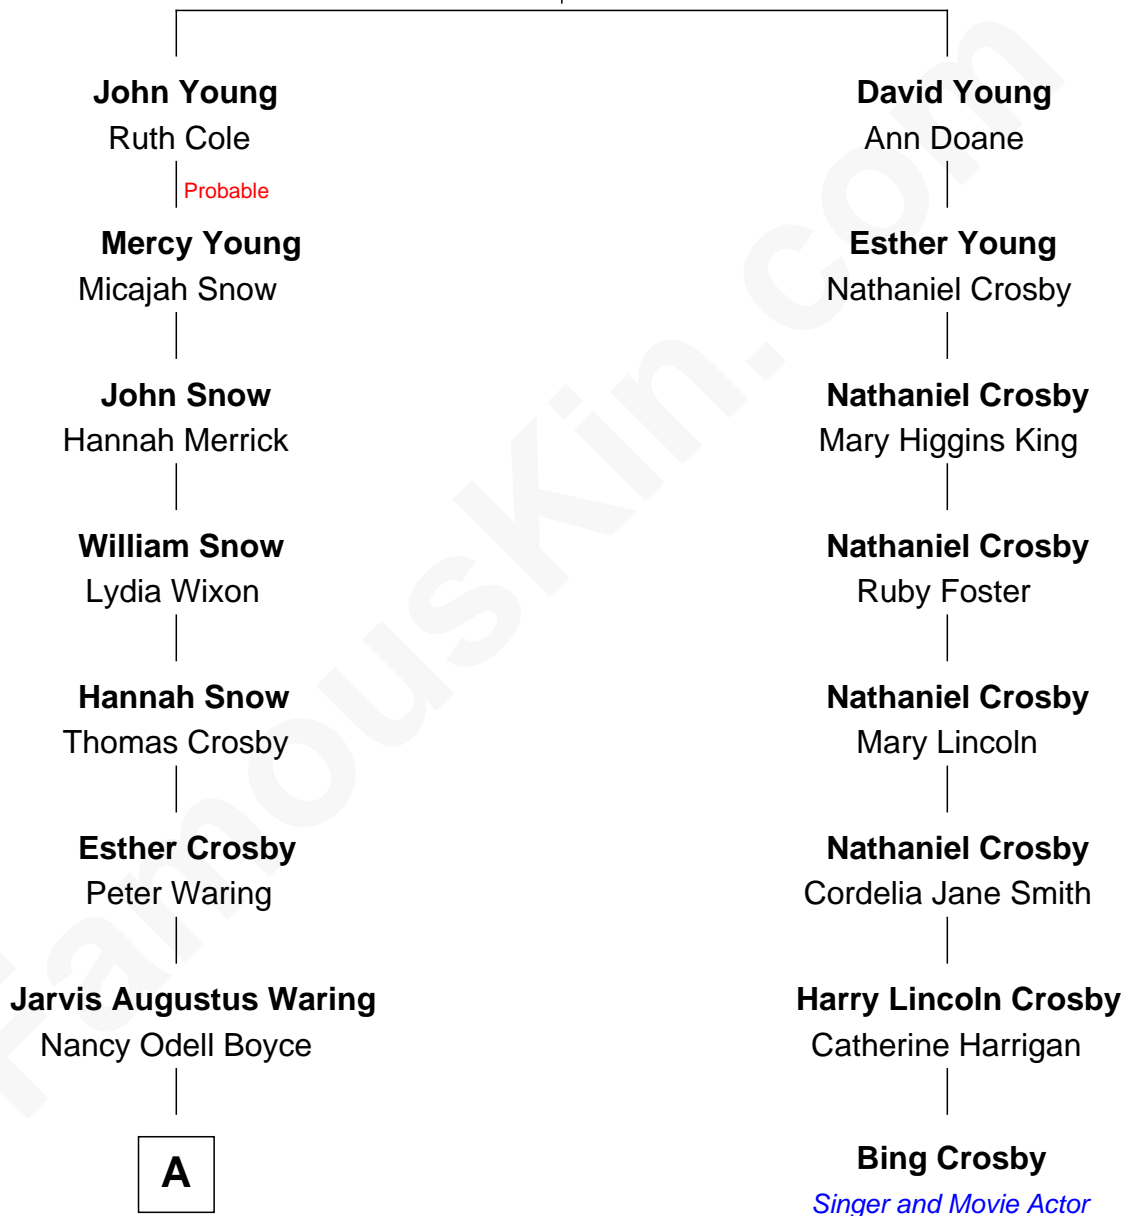 John Young
Ruth Cole
Probable
Mercy Young
Micajah Snow
John Snow
Hannah Merrick
William Snow
Lydia Wixon
Hannah Snow
Thomas Crosby
Esther Crosby
Peter Waring
Jarvis Augustus Waring
Nancy Odell Boyce
A
David Young
Ann Doane
Esther Young
Nathaniel Crosby
Nathaniel Crosby
Mary Higgins King
Nathaniel Crosby
Ruby Foster
Nathaniel Crosby
Mary Lincoln
Nathaniel Crosby
Cordelia Jane Smith
Harry Lincoln Crosby
Catherine Harrigan
Bing Crosby
Singer and Movie Actor
FamousKin.com